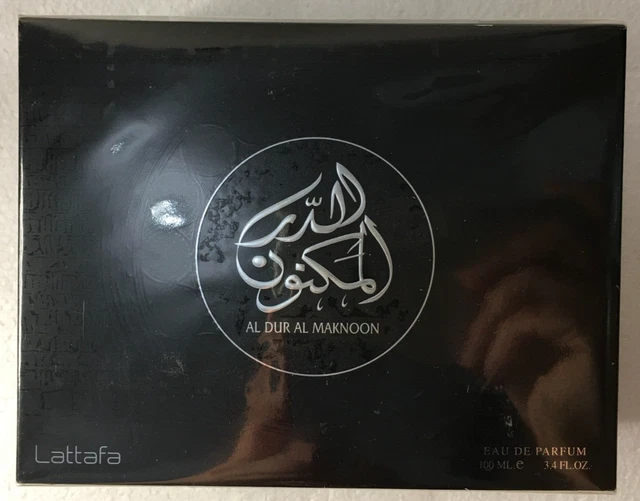 الدر
المكنون
AL DUR AL MAKNOON
Lattafa
EAU DE PARFUM
100 ML.e 3.4 FL.OZ.